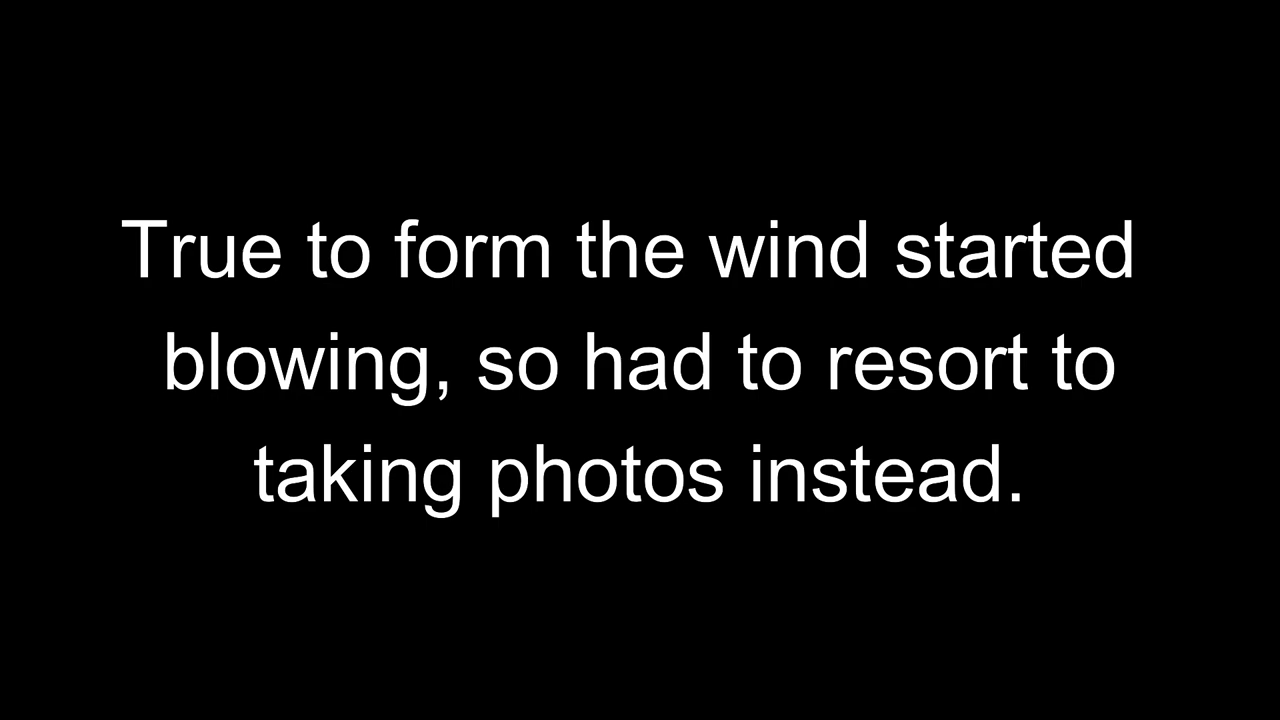 True to form the wind started
blowing, so had to resort to
taking photos instead.